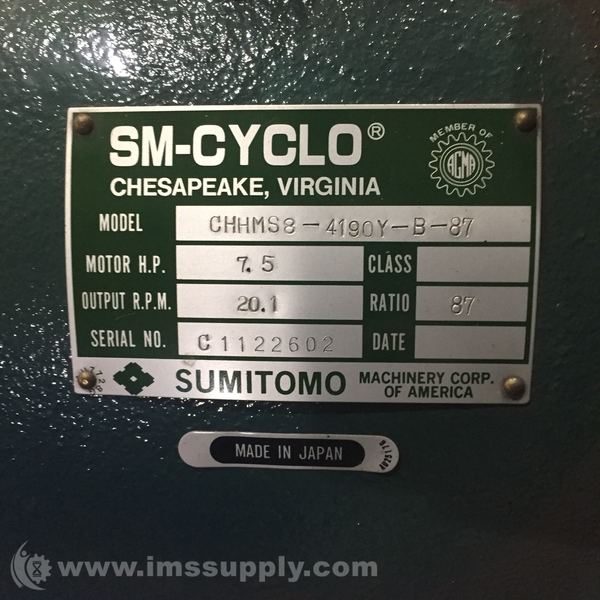 SM-CYCLO®
CHESAPEAKE, VIRGINIA
MEMBER OF
AGMA
MODEL CHHMS8-4190Y-B-87
MOTOR H.P. 7.5 CLASS
OUTPUT R.P.M. 20.1 RATIO 87
SERIAL NO. C1122602 DATE
SUMITOMO MACHINERY CORP.
OF AMERICA
MADE IN JAPAN
www.imssupply.com